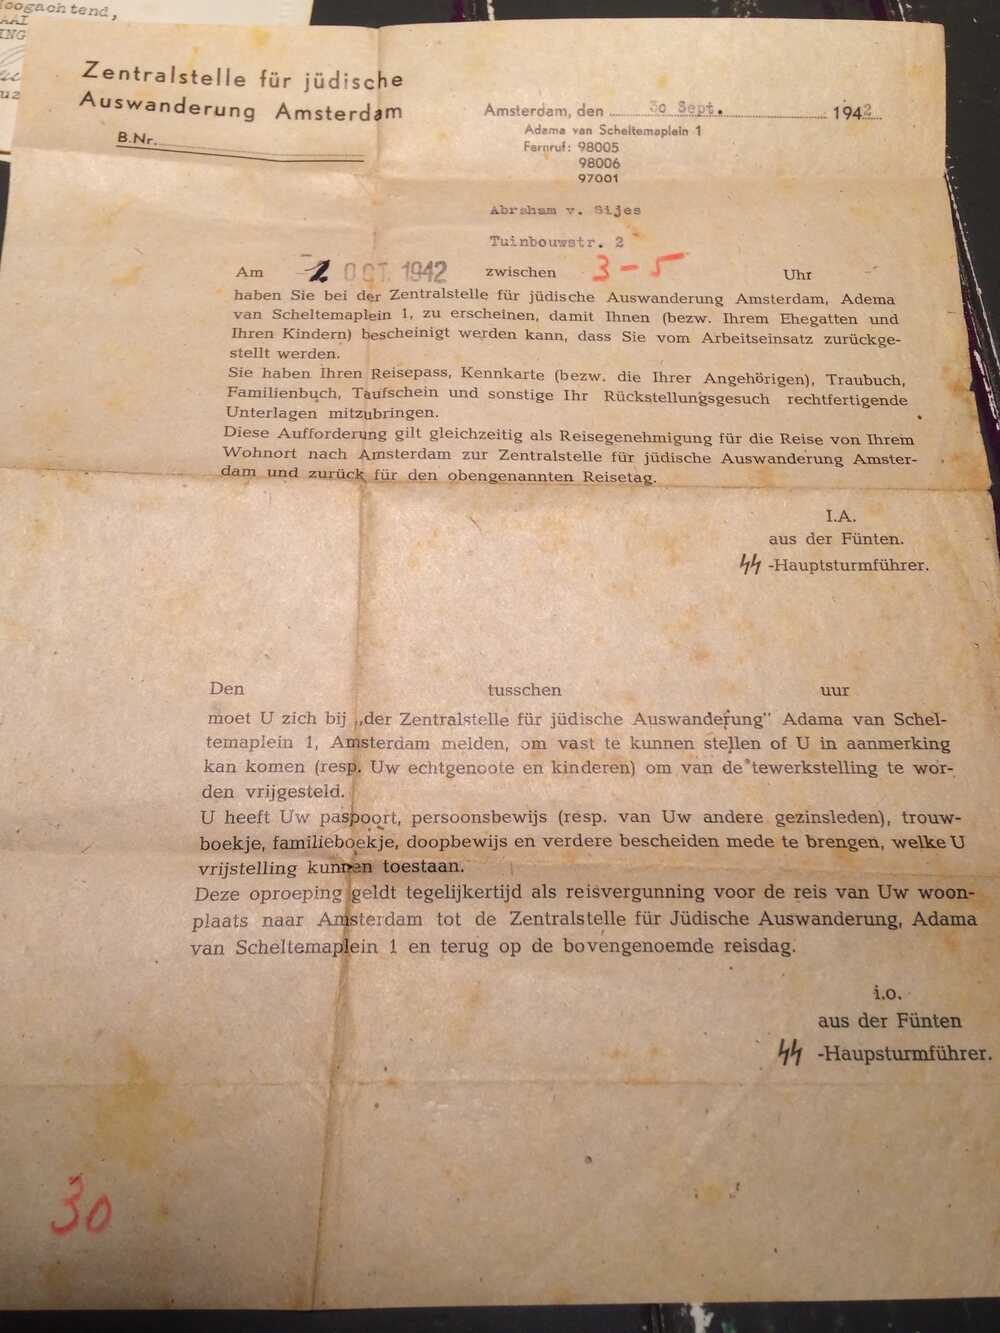 oogachtend,
AAI
ING
uz
Zentralstelle für jüdische
Auswanderung Amsterdam
B.Nr.
Amsterdam, den 30 Sept. 1942
Adama van Scheltemaplein 1
Fernruf: 98005
98006
97001
Abraham v. Sijes
Tuinbouwstr. 2
Am 2 OCT. 1942 zwischen 3-5 Uhr
haben Sie bei der Zentralstelle für jüdische Auswanderung Amsterdam, Adema
van Scheltemaplein 1, zu erscheinen, damit Ihnen (bezw. Ihrem Ehegatten und
Ihren Kindern) bescheinigt werden kann, dass Sie vom Arbeitseinsatz zurückge-
stellt werden.
Sie haben Ihren Reisepass, Kennkarte (bezw. die Ihrer Angehörigen), Traubuch,
Familienbuch, Taufschein und sonstige Ihr Rückstellungsgesuch rechtfertigende
Unterlagen mitzubringen.
Diese Aufforderung gilt gleichzeitig als Reisegenehmigung für die Reise von Ihrem
Wohnort nach Amsterdam zur Zentralstelle für jüdische Auswanderung Amster-
dam und zurück für den obengenannten Reisetag.
I.A.
aus der Fünten.
SS -Hauptsturmführer.
Den tusschen uur
moet U zich bij „der Zentralstelle für jüdische Auswanderung" Adama van Schel-
temaplein 1, Amsterdam melden, om vast te kunnen stellen of U in aanmerking
kan komen (resp. Uw echtgenoote en kinderen) om van de tewerkstelling te wor-
den vrijgesteld.
U heeft Uw paspoort, persoonsbewijs (resp. van Uw andere gezinsleden), trouw-
boekje, familieboekje, doopbewijs en verdere bescheiden mede te brengen, welke U
vrijstelling kunnen toestaan.
Deze oproeping geldt tegelijkertijd als reisvergunning voor de reis van Uw woon-
plaats naar Amsterdam tot de Zentralstelle für Jüdische Auswanderung, Adama
van Scheltemaplein 1 en terug op de bovengenoemde reisdag.
i.o.
aus der Fünten
SS -Haupsturmführer.
30